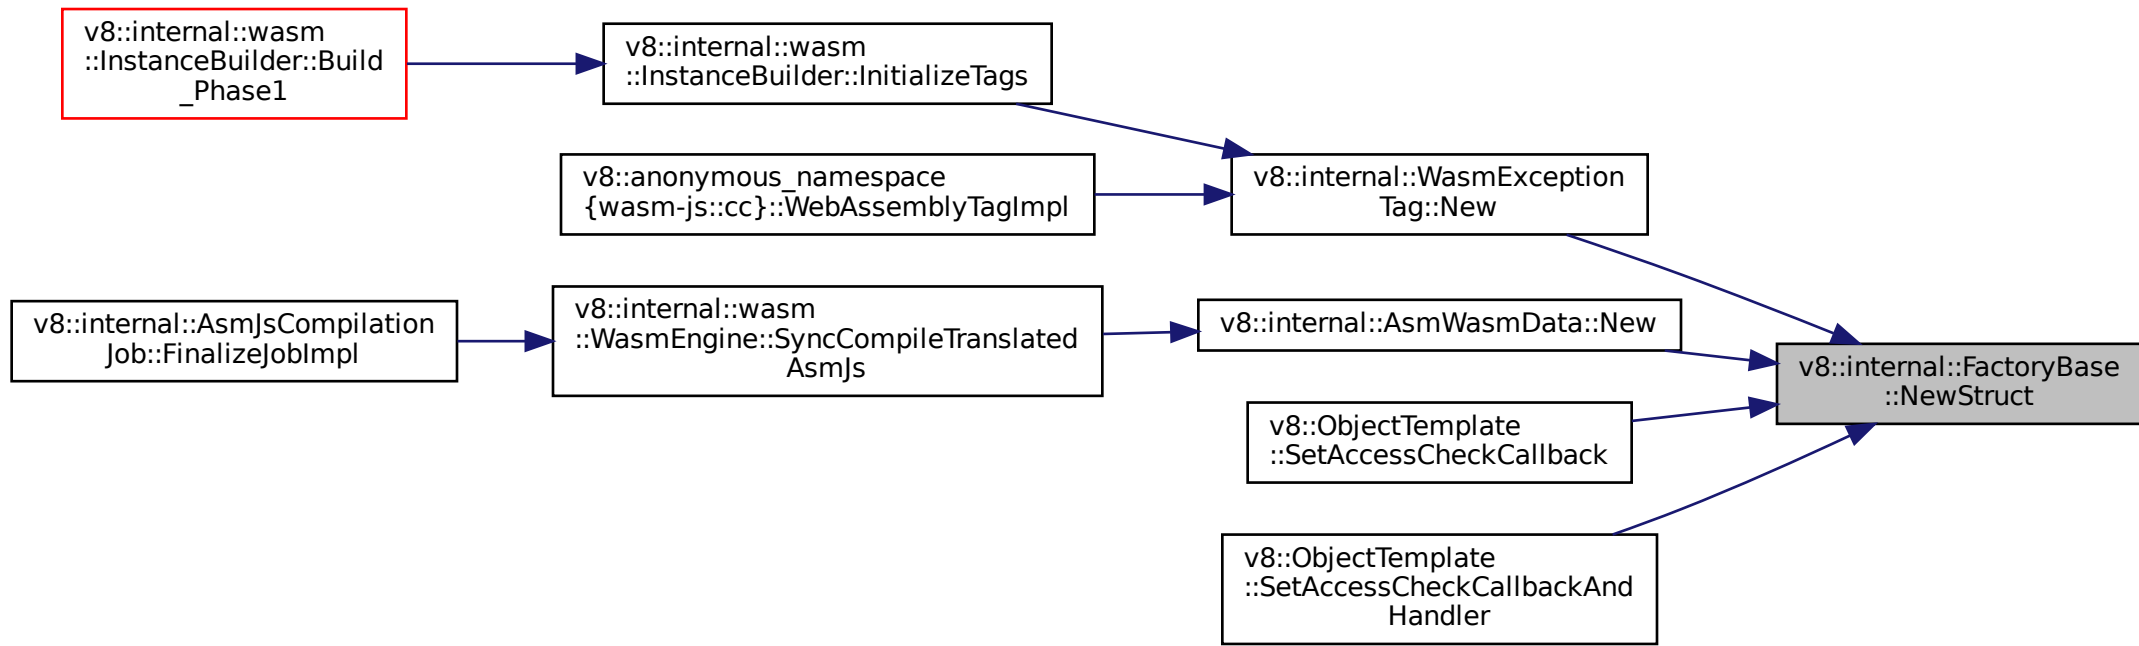 v8::internal::wasm
::InstanceBuilder::Build
_Phase1
v8::internal::wasm
::InstanceBuilder::InitializeTags
v8::anonymous_namespace
{wasm-js::cc}::WebAssemblyTagImpl
v8::internal::WasmException
Tag::New
v8::internal::AsmJsCompilation
Job::FinalizeJobImpl
v8::internal::wasm
::WasmEngine::SyncCompileTranslated
AsmJs
v8::internal::AsmWasmData::New
v8::internal::FactoryBase
::NewStruct
v8::ObjectTemplate
::SetAccessCheckCallback
v8::ObjectTemplate
::SetAccessCheckCallbackAnd
Handler